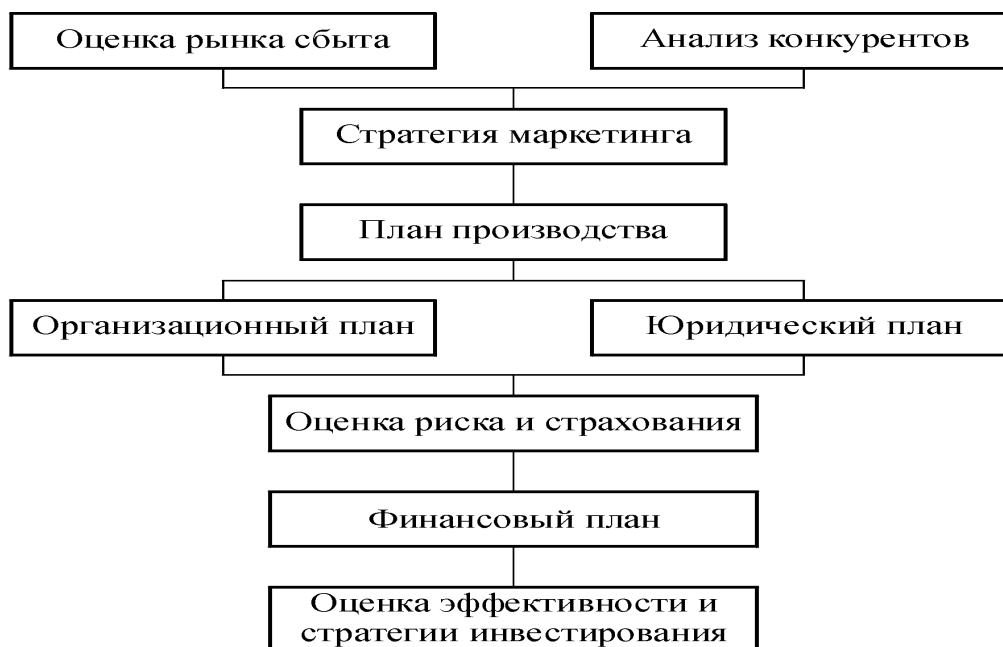 Оценка рынка сбыта
Анализ конкурентов
Стратегия маркетинга
План производства
Организационный план
Юридический план
Оценка риска и страхования
Финансовый план
Оценка эффективности и
стратегии инвестирования